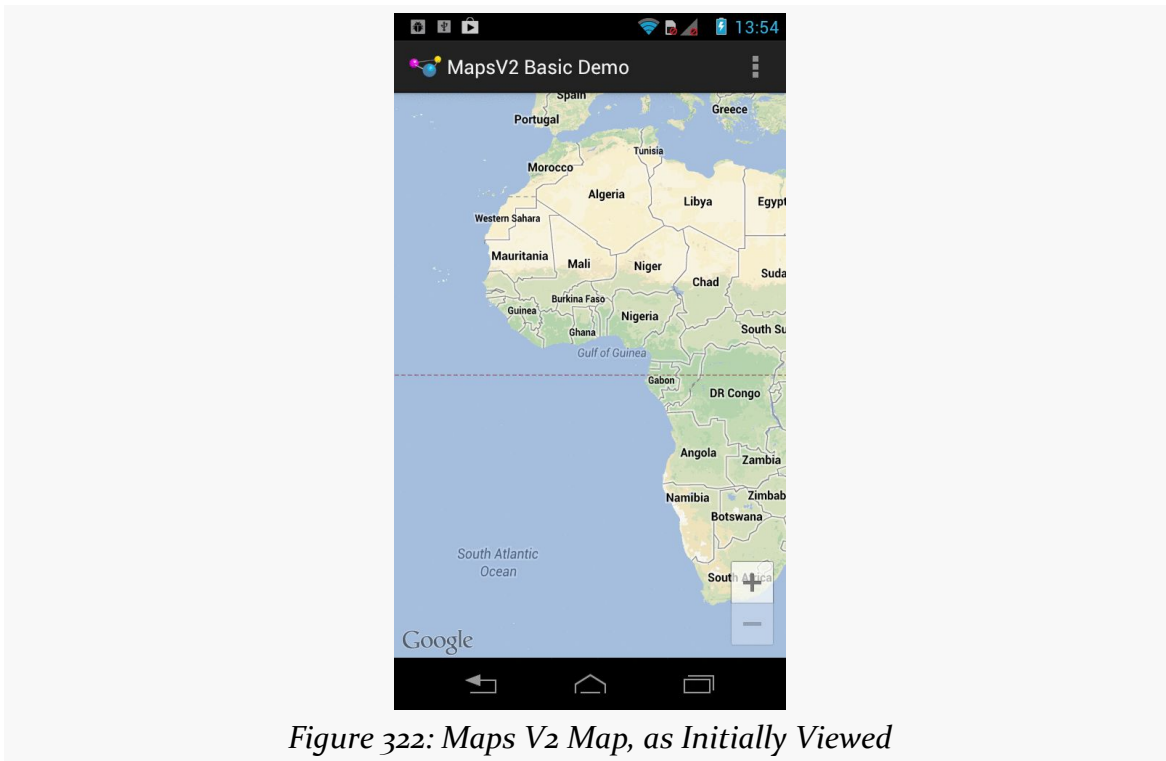 13:54
MapsV2 Basic Demo
Spain
Portugal
Greece
Tunisia
Morocco
Algeria
Libya
Egypt
Western Sahara
Mauritania
Mali
Niger
Chad
Suda
Burkina Faso
Guinea
Nigeria
Ghana
South Su
Gulf of Guinea
Gabon
DR Congo
Angola
Zambia
Namibia
Zimbab
Botswana
South Atlantic
Ocean
South Africa
Google
Figure 322: Maps V2 Map, as Initially Viewed